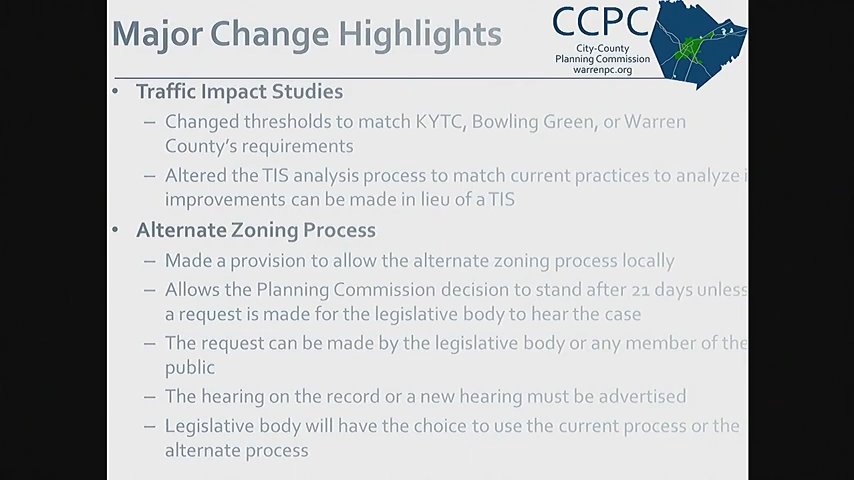 Major Change Highlights
CCPC
City-County
Planning Commission
warrenpc.org
• Traffic Impact Studies
– Changed thresholds to match KYTC, Bowling Green, or Warren
County's requirements
– Altered the TIS analysis process to match current practices to analyze
improvements can be made in lieu of a TIS
• Alternate Zoning Process
– Made a provision to allow the alternate zoning process locally
– Allows the Planning Commission decision to stand after 21 days unless
a request is made for the legislative body to hear the case
– The request can be made by the legislative body or any member of the
public
– The hearing on the record or a new hearing must be advertised
– Legislative body will have the choice to use the current process or the
alternate process